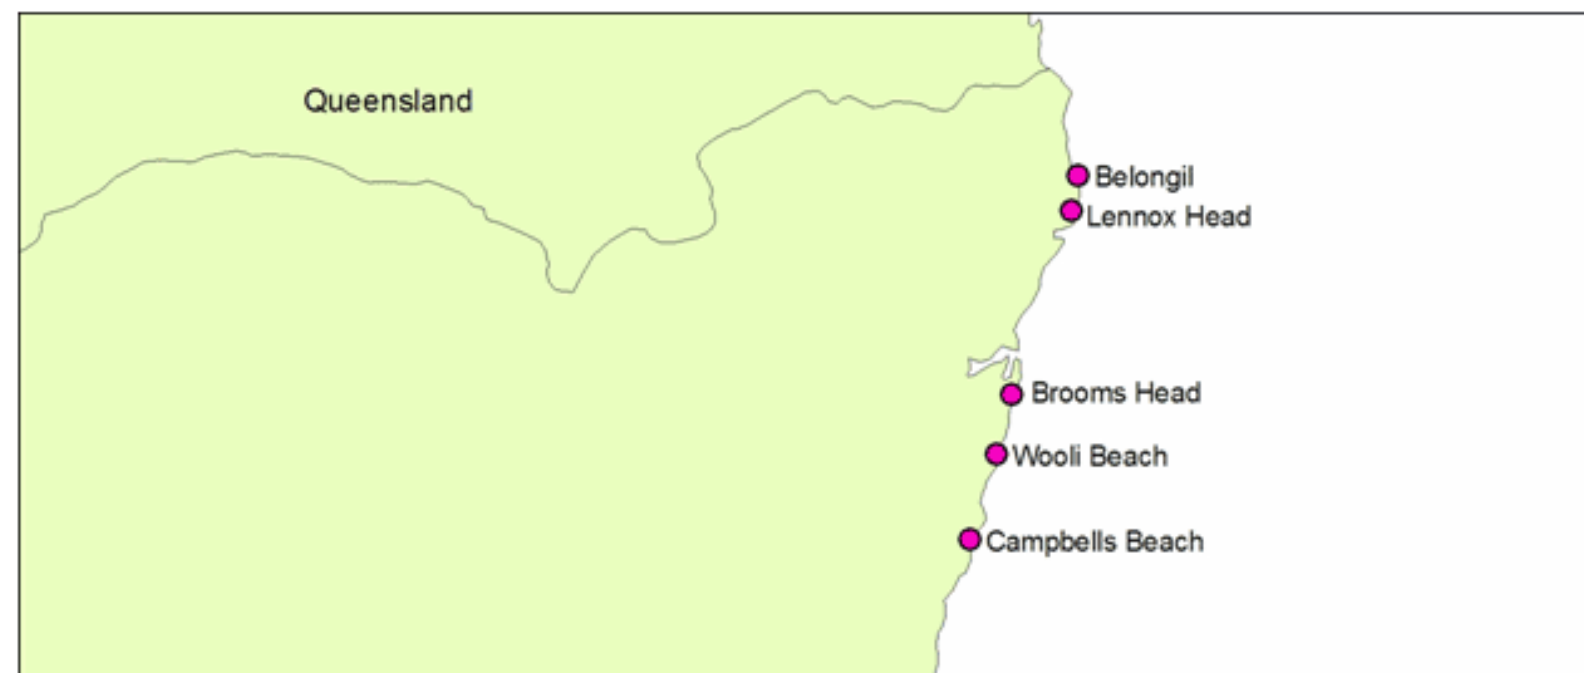 Queensland
Belongil
Lennox Head
Brooms Head
Wooli Beach
Campbells Beach